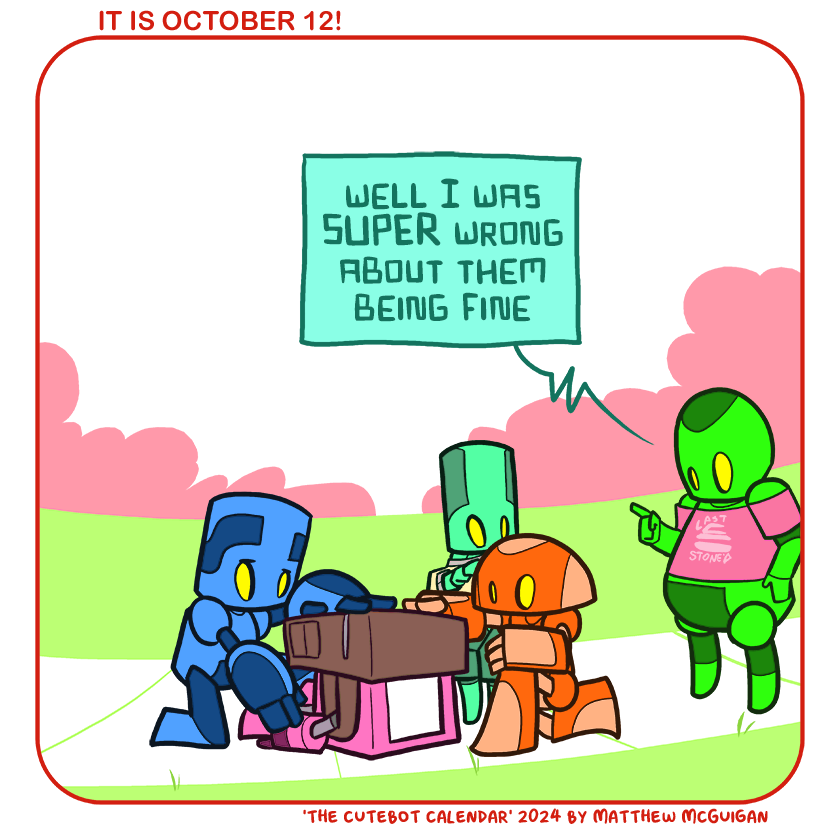 IT IS OCTOBER 12!
WELL I WAS
SUPER WRONG
ABOUT THEM
BEING FINE
LAST
STONED
'THE CUTEBOT CALENDAR' 2024 BY MATTHEW MCGUIGAN